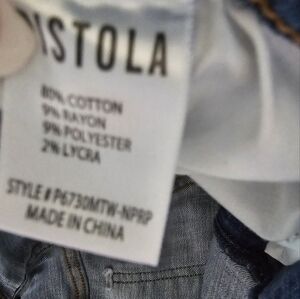 ISTOLA
80% COTTON
9% RAYON
9% POLYESTER
2% LYCRA
STYLE # P6730MTW-NPRP
MADE IN CHINA